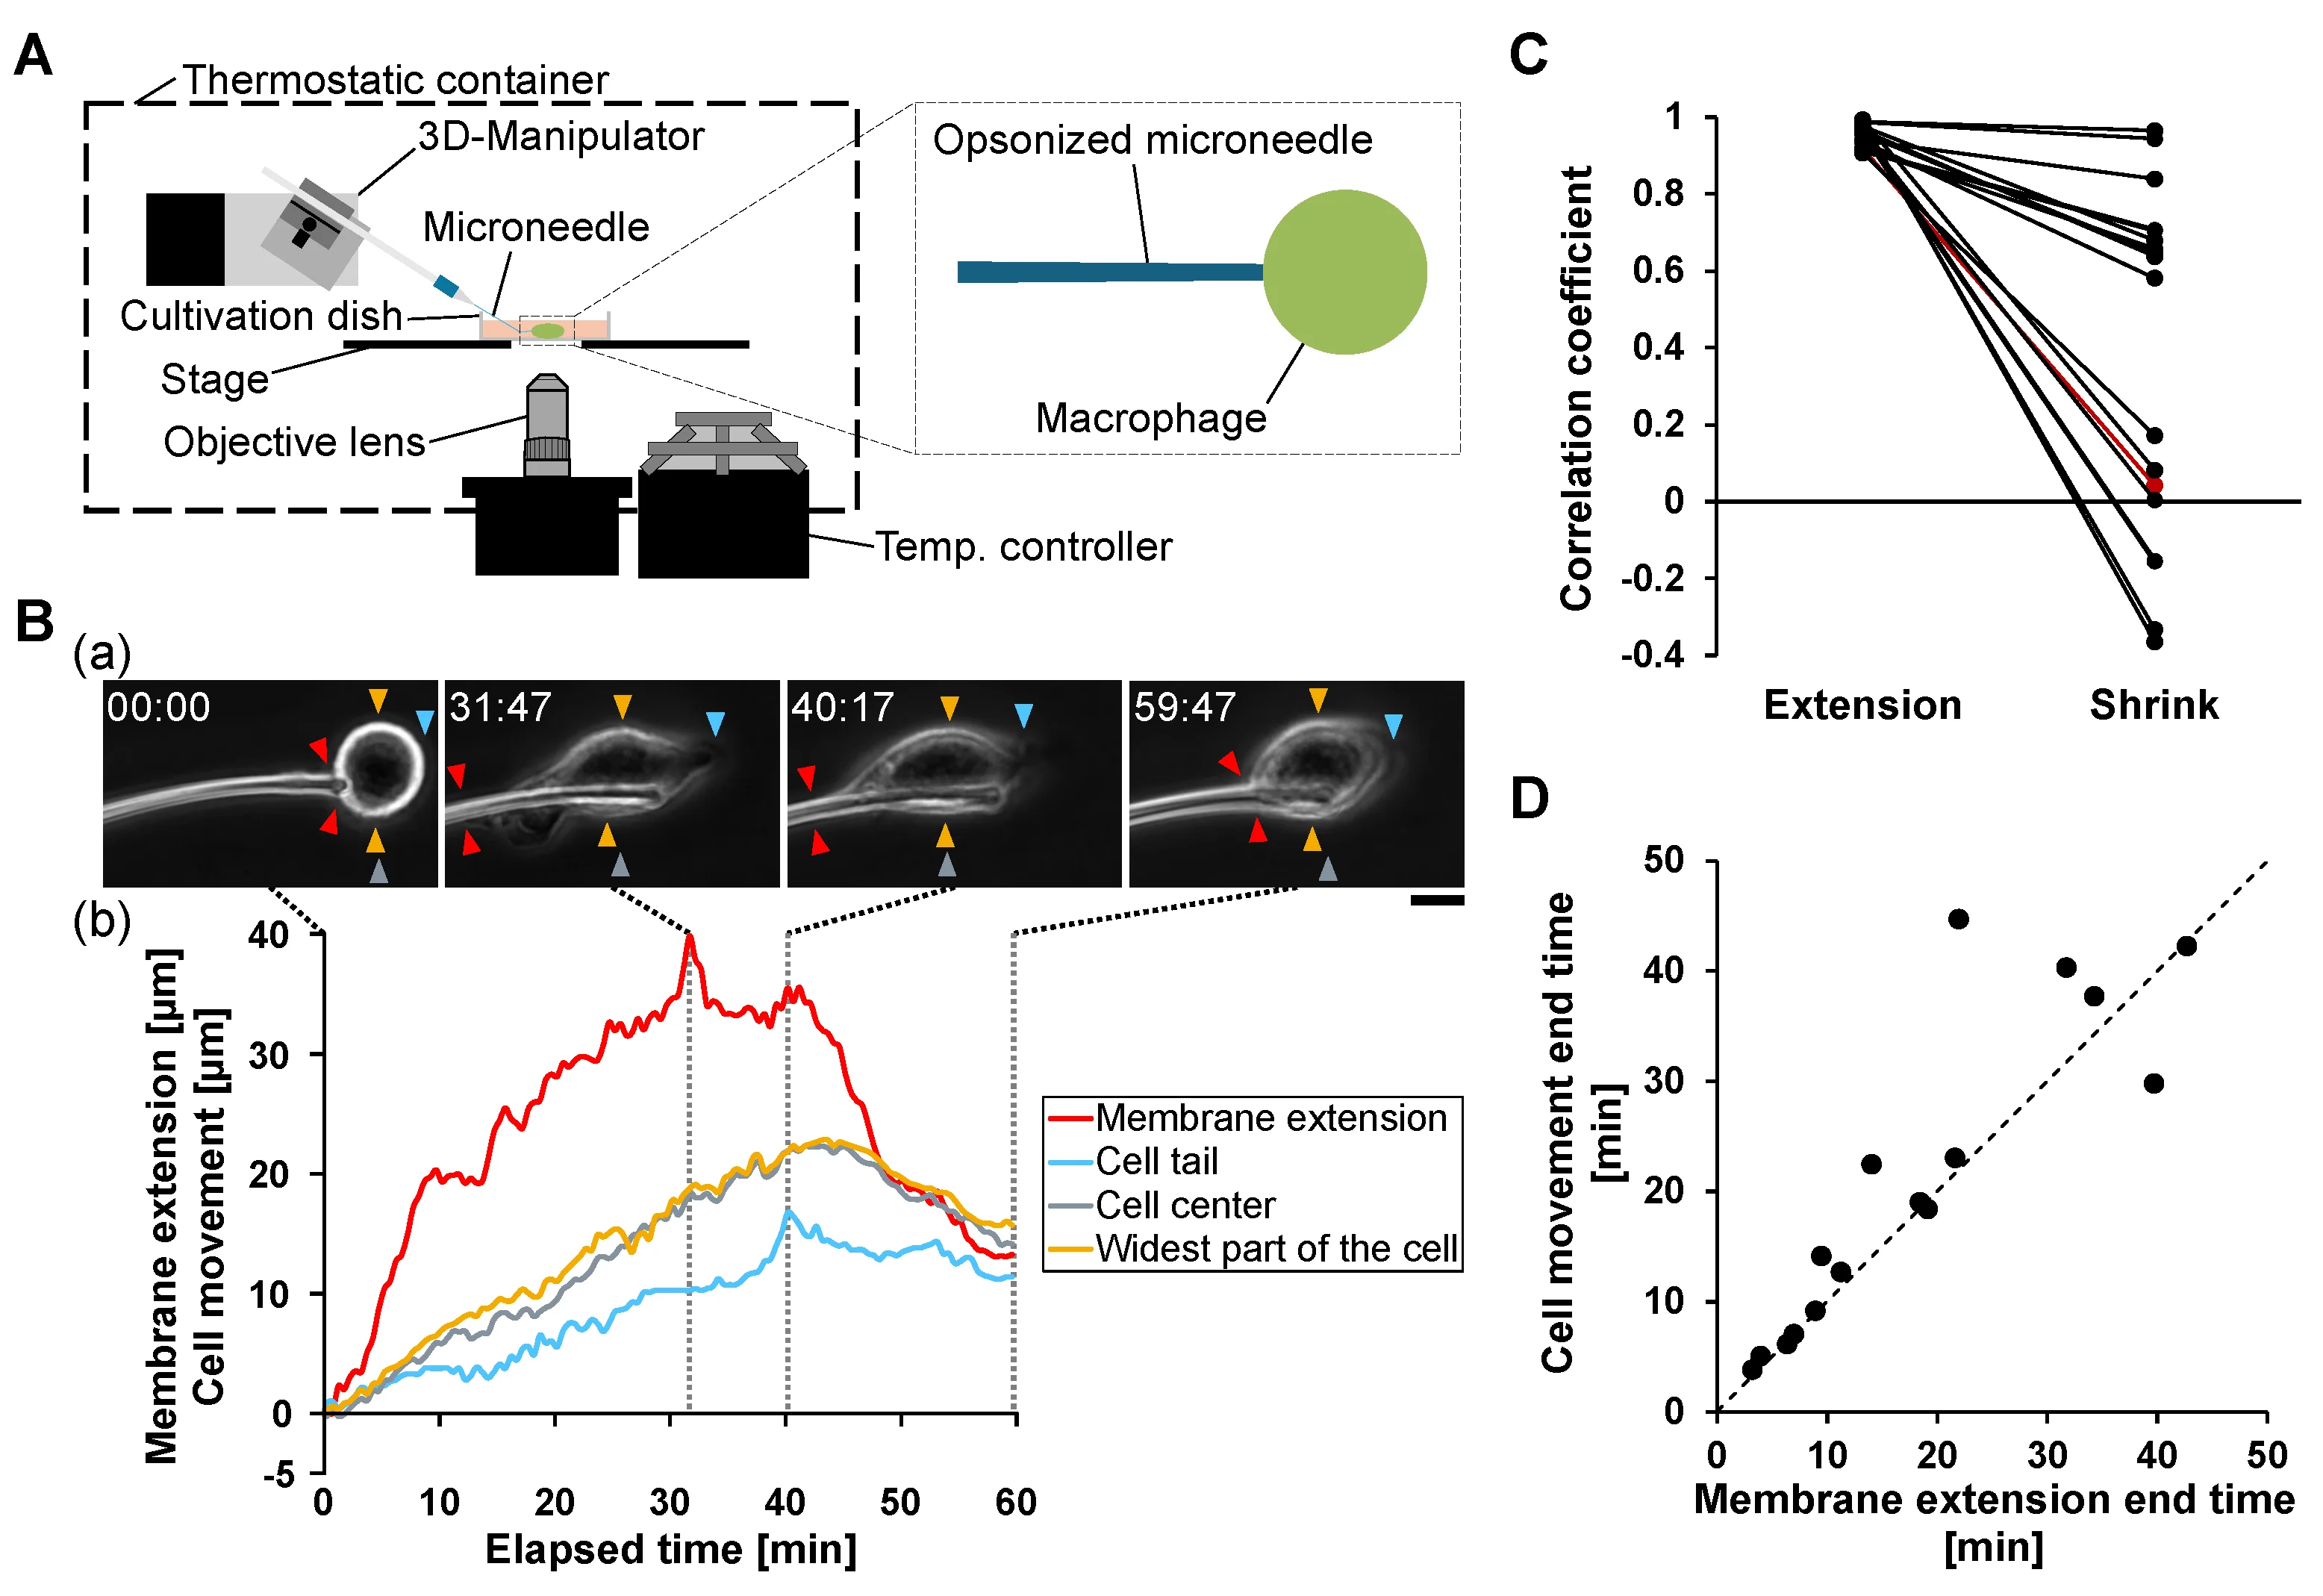 A
Thermostatic container
3D-Manipulator
Microneedle
Cultivation dish
Stage
Objective lens
Temp. controller
Opsonized microneedle
Macrophage
B
(a)
00:00
31:47
40:17
59:47
(b)
Membrane extension [µm]
Cell movement [µm]
40
30
20
10
0
-5
0 10 20 30 40 50 60
Elapsed time [min]
Membrane extension
Cell tail
Cell center
Widest part of the cell
C
Correlation coefficient
1
0.8
0.6
0.4
0.2
0
-0.2
-0.4
Extension Shrink
D
Cell movement end time
[min]
50
40
30
20
10
0
0 10 20 30 40 50
Membrane extension end time
[min]